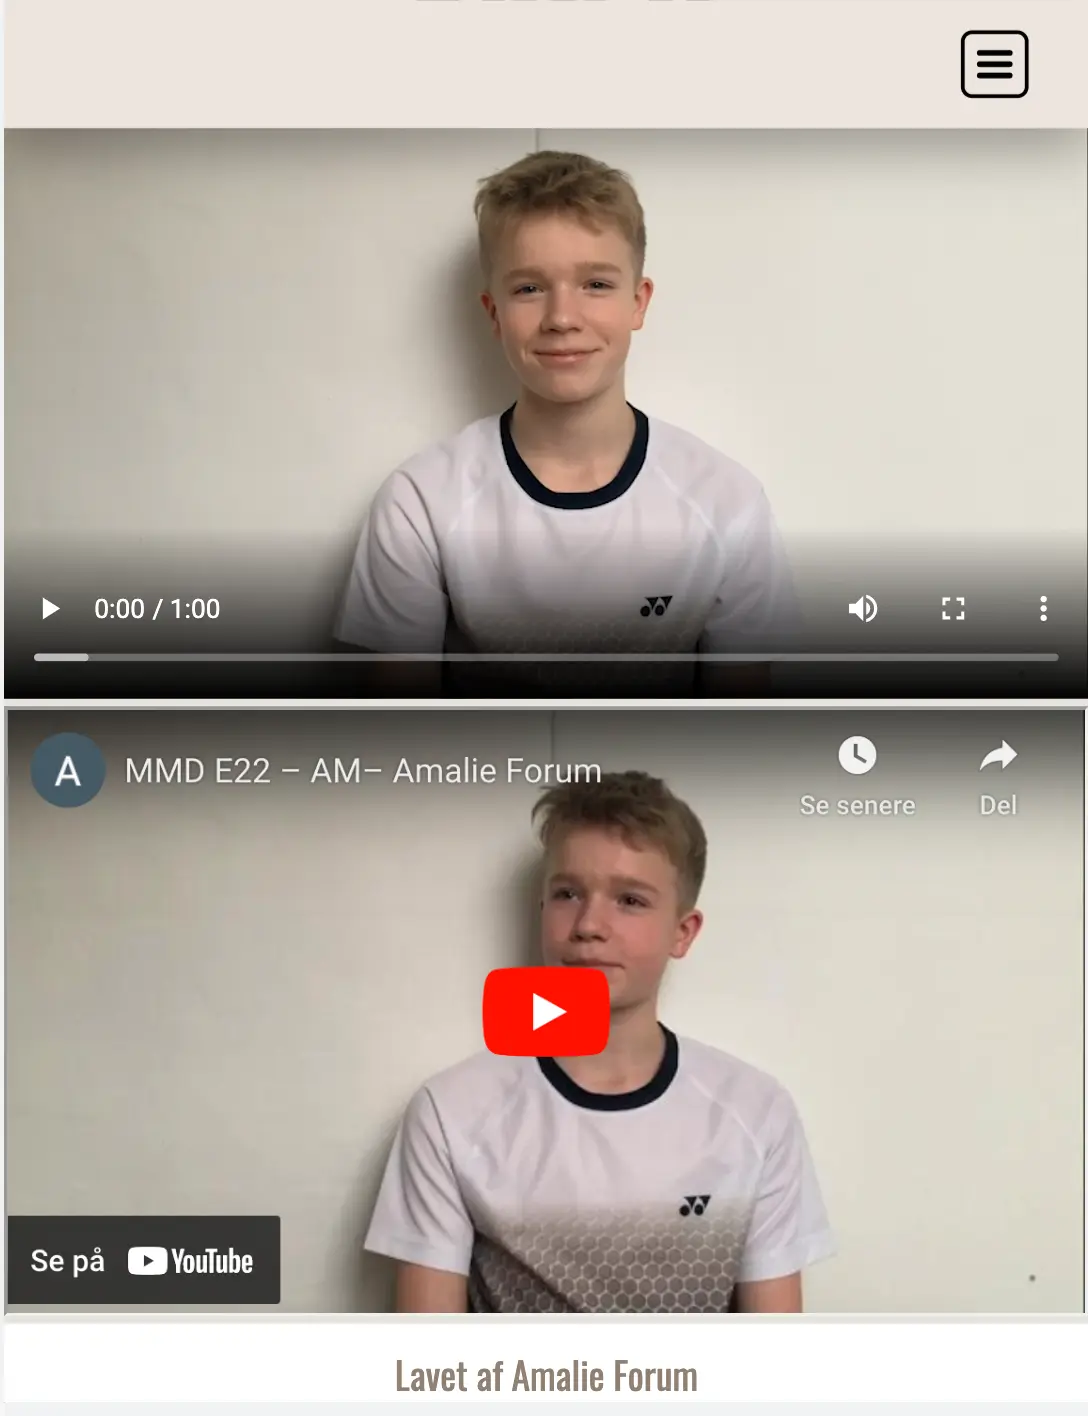 0:00 / 1:00
A
MMD E22 – AM– Amalie Forum
Se senere
Del
Se på YouTube
Lavet af Amalie Forum